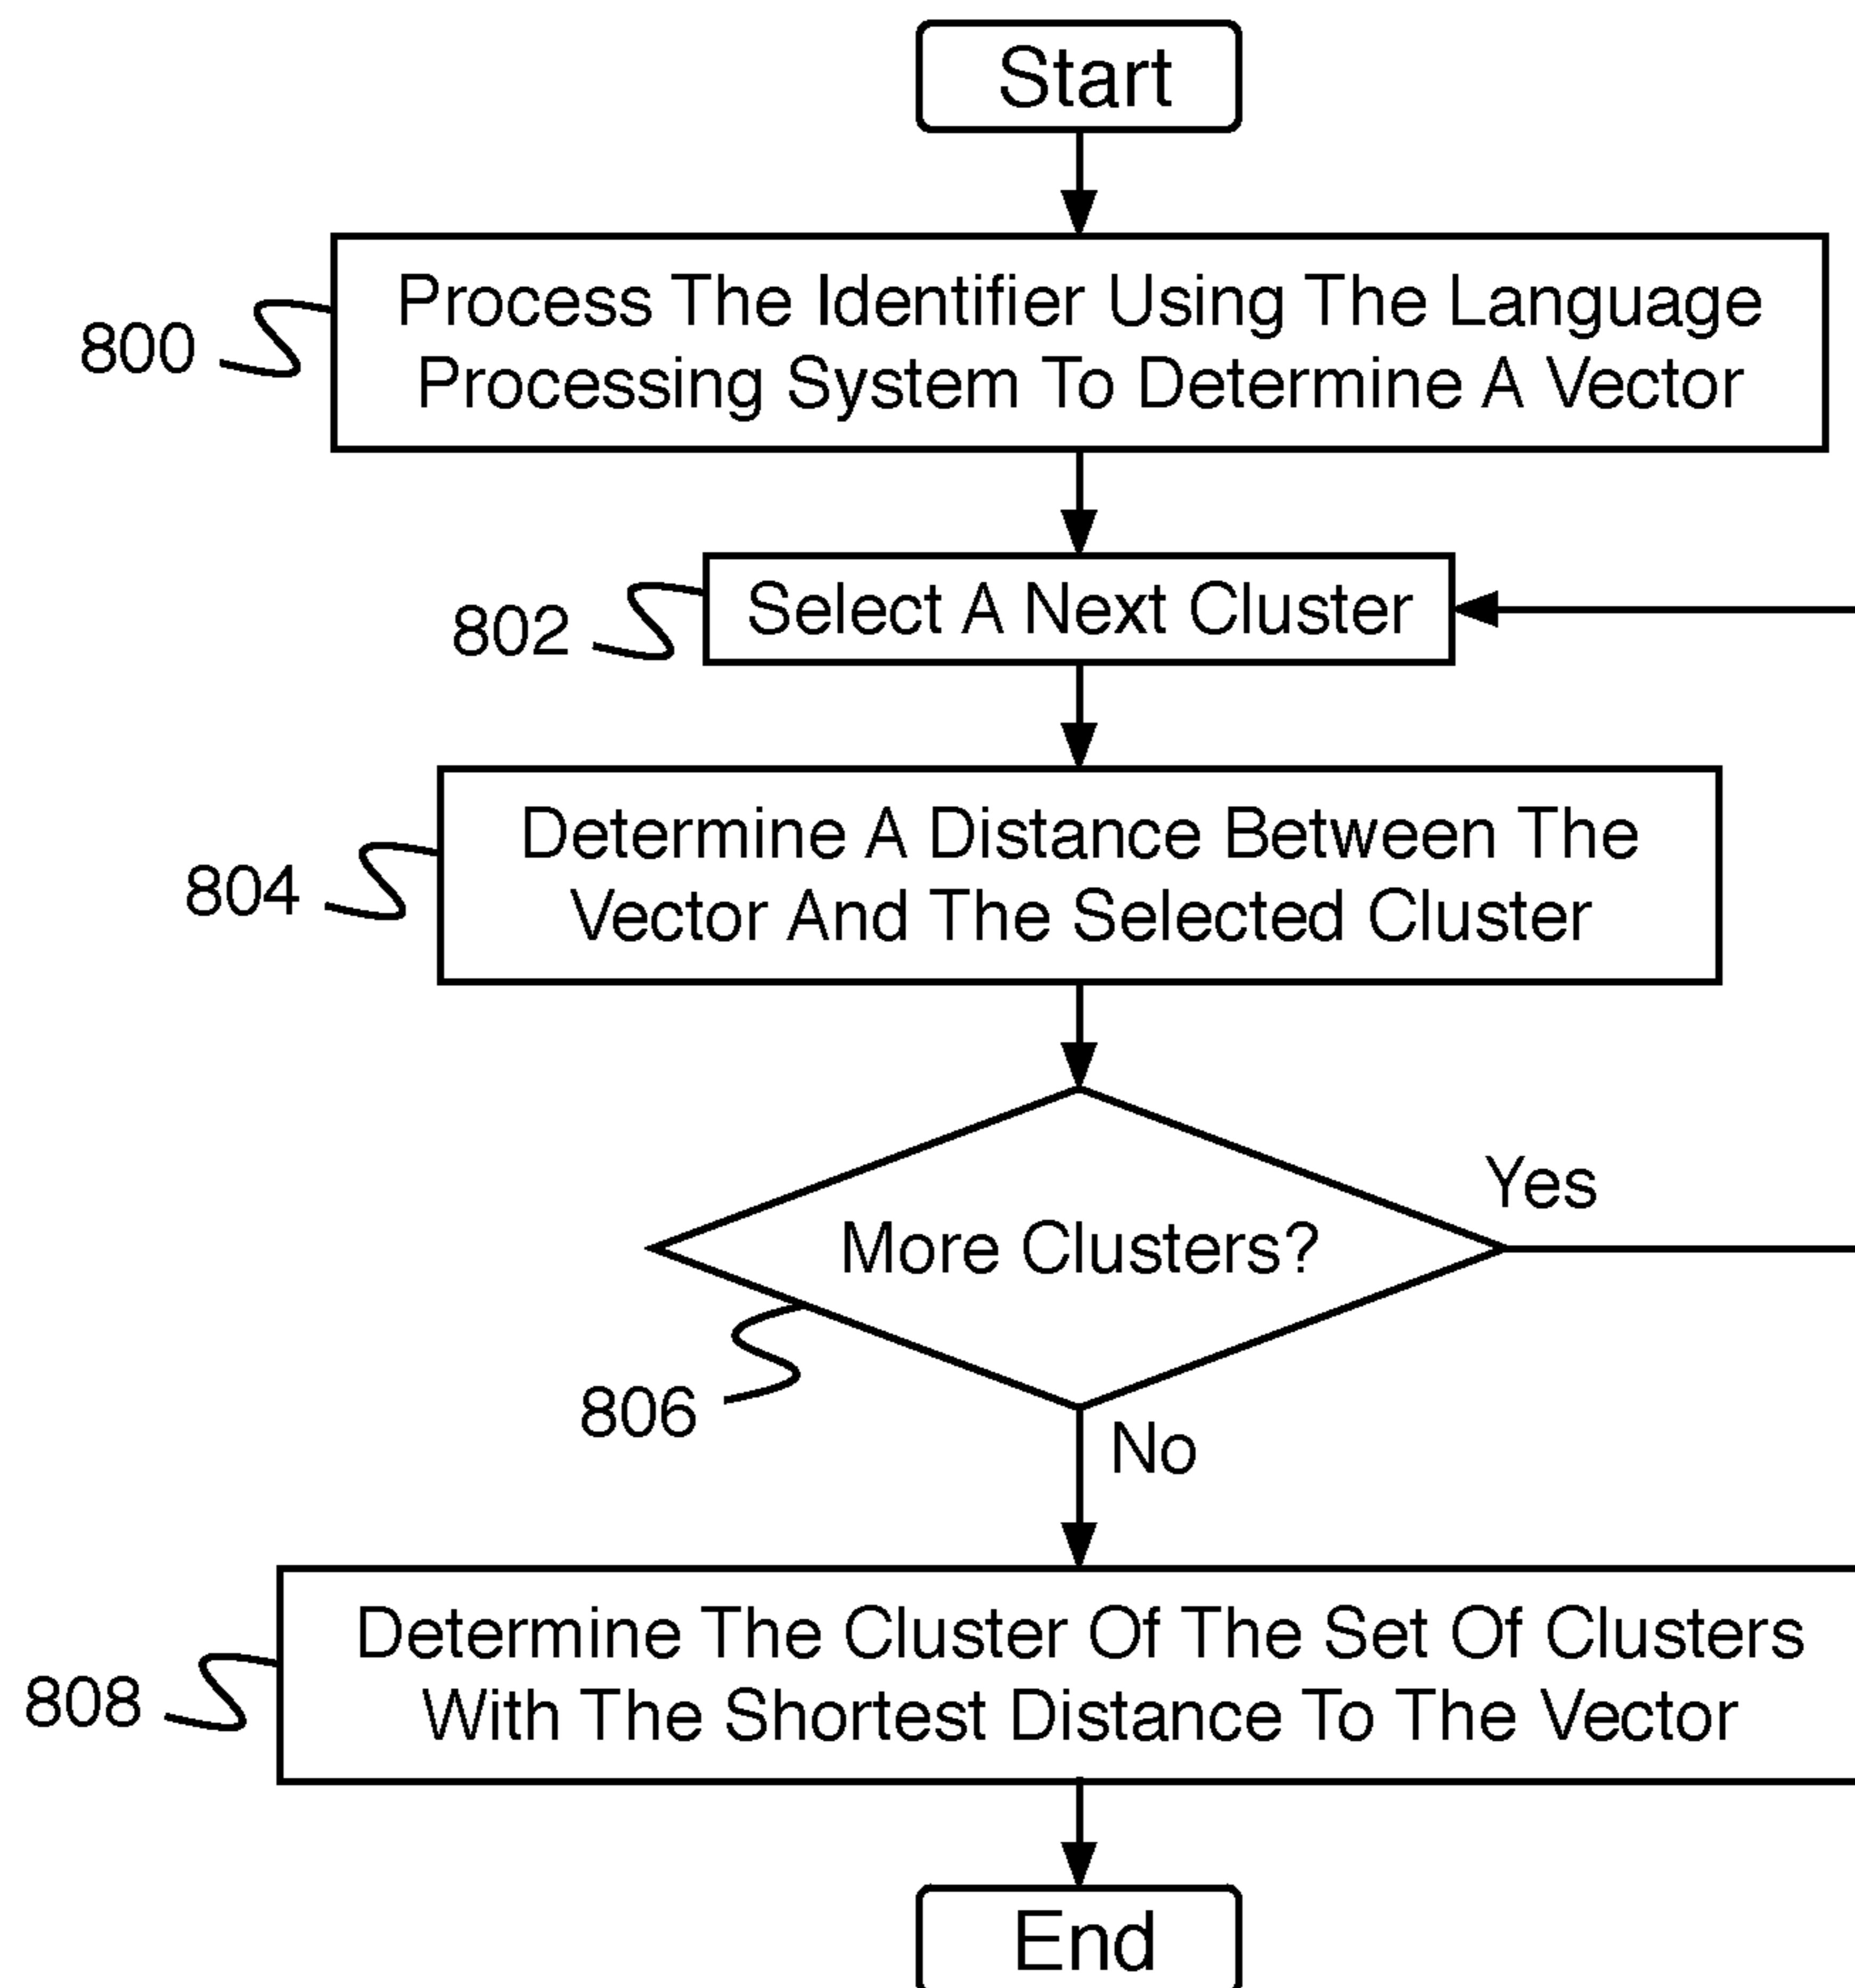 Start
800
Process The Identifier Using The Language
Processing System To Determine A Vector
802
Select A Next Cluster
804
Determine A Distance Between The
Vector And The Selected Cluster
More Clusters?
Yes
806
No
808
Determine The Cluster Of The Set Of Clusters
With The Shortest Distance To The Vector
End